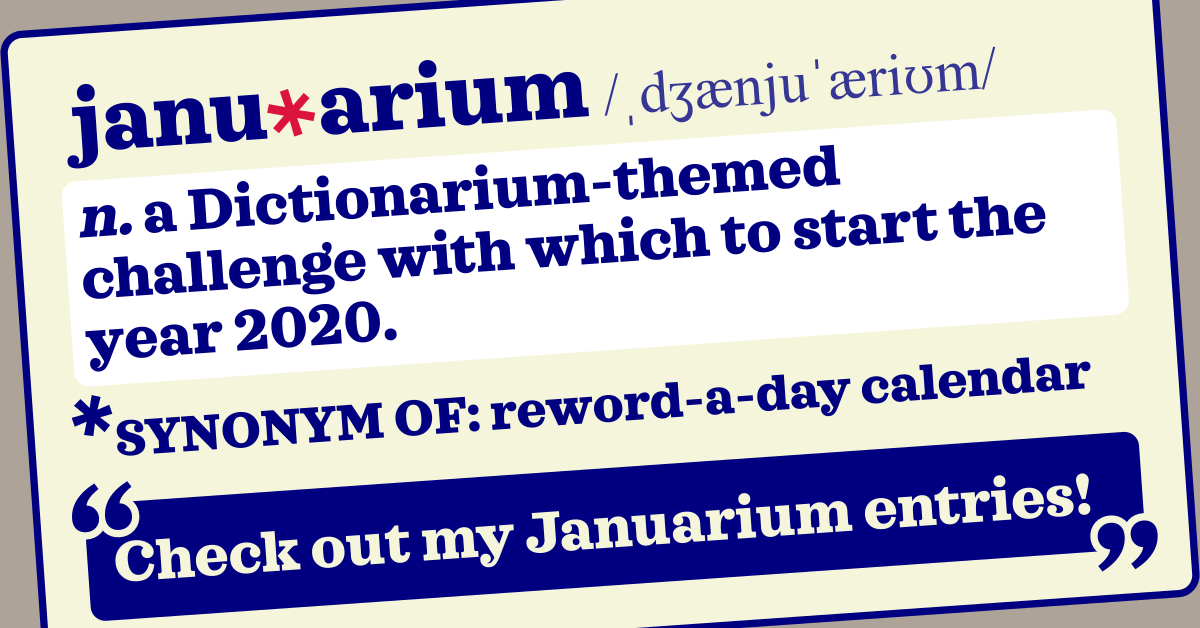 janu*arium /ˌdʒænjuˈæriʊm/
n. a Dictionarium-themed
challenge with which to start the
year 2020.
*SYNONYM OF: reword-a-day calendar
“Check out my Januarium entries!”